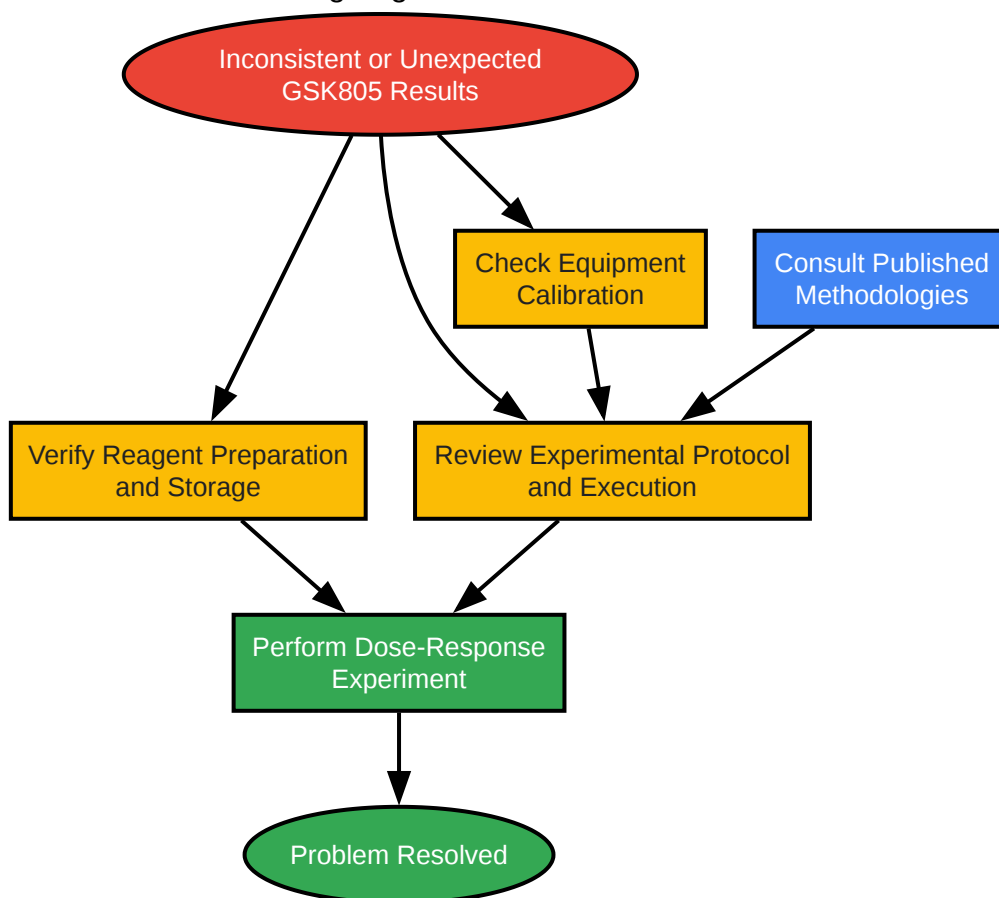 Inconsistent or Unexpected
GSK805 Results
Check Equipment
Calibration
Consult Published
Methodologies
Verify Reagent Preparation
and Storage
Review Experimental Protocol
and Execution
Perform Dose-Response
Experiment
Problem Resolved